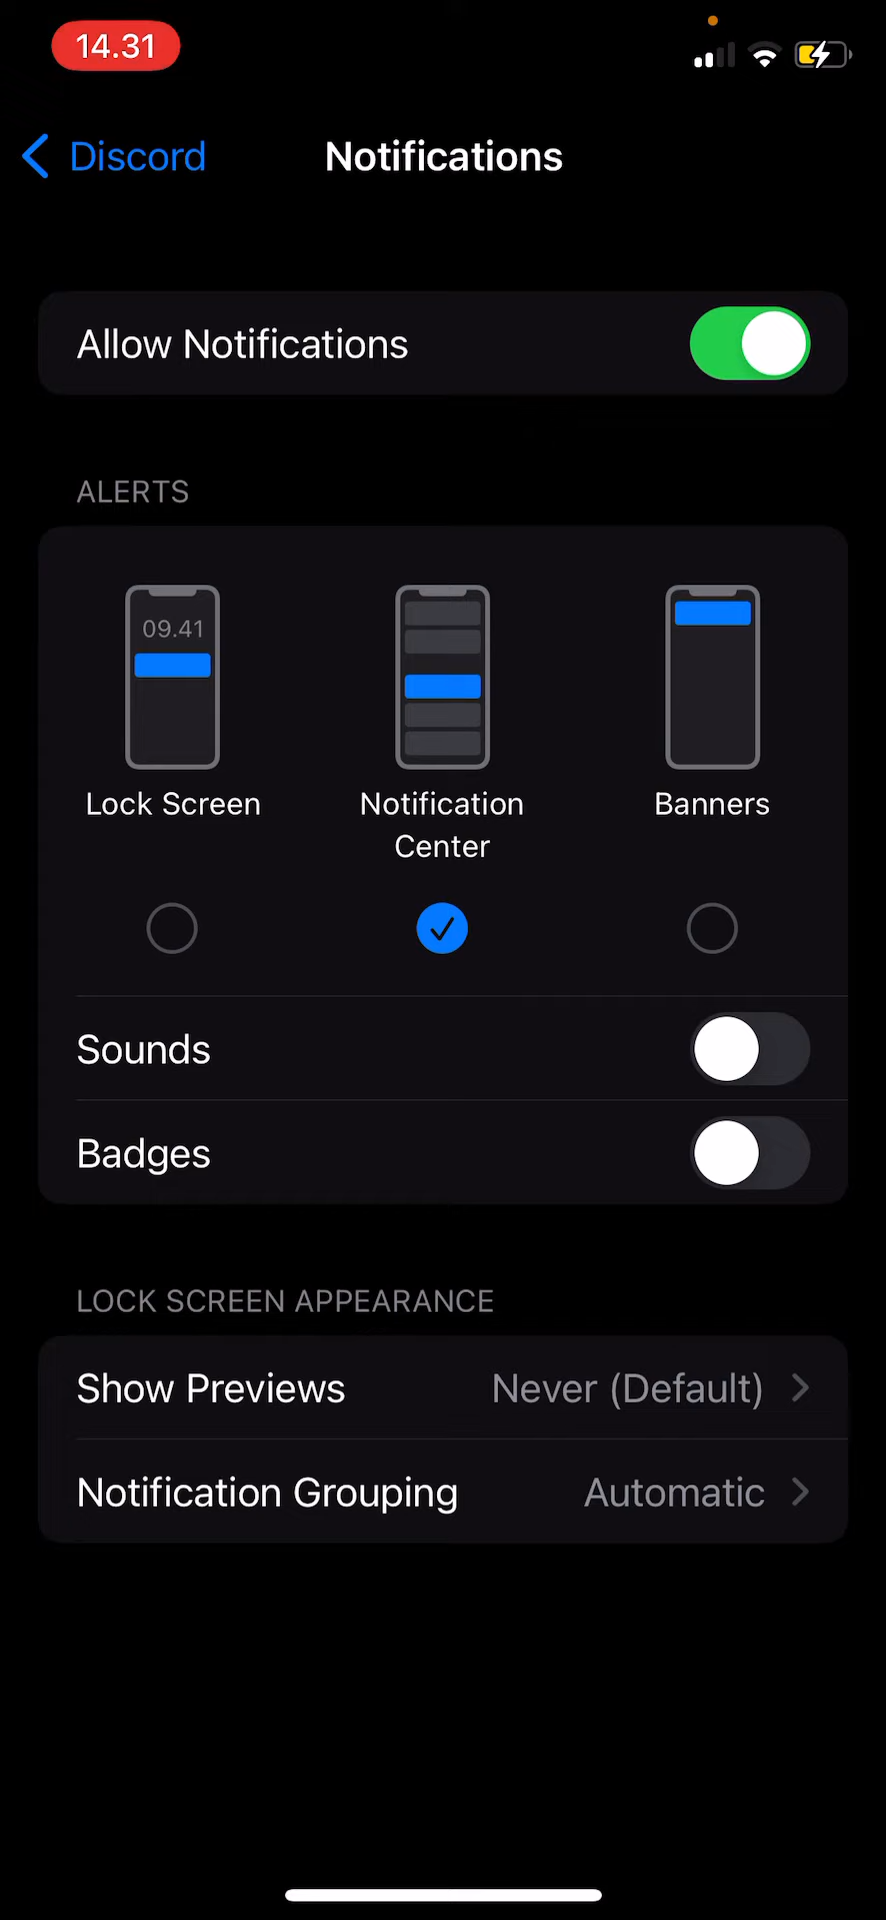 14.31
Discord
Notifications
Allow Notifications
ALERTS
09.41
Lock Screen
Notification
Center
Banners
Sounds
Badges
LOCK SCREEN APPEARANCE
Show Previews Never (Default)
Notification Grouping Automatic